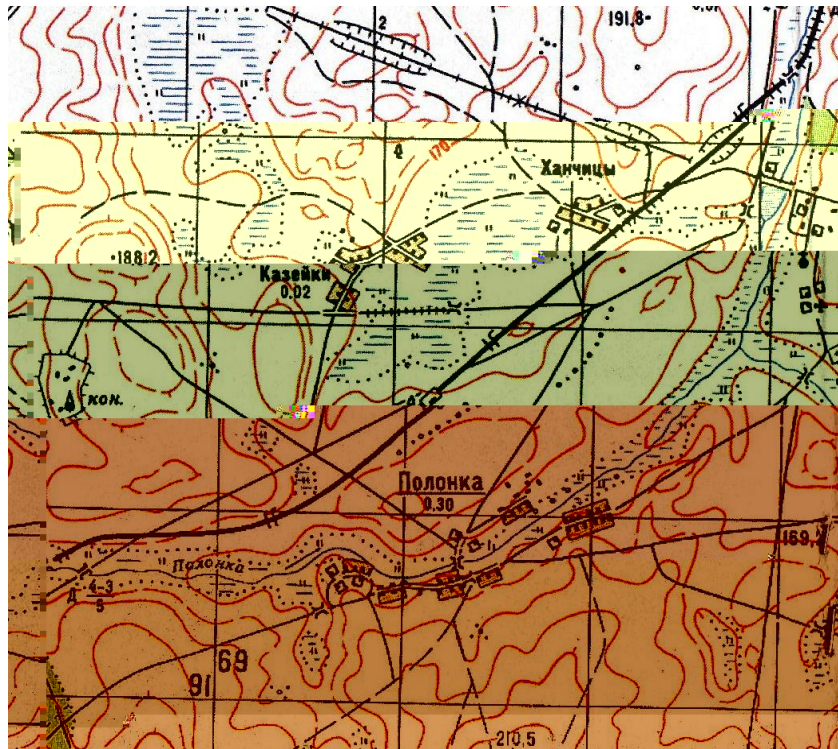 2
191,8
170
4
Ханчицы
188,2
Казейки
0.02
кон.
Полонка
0.30
169,
Полонка
Д 4-3
5
69
91
210,5